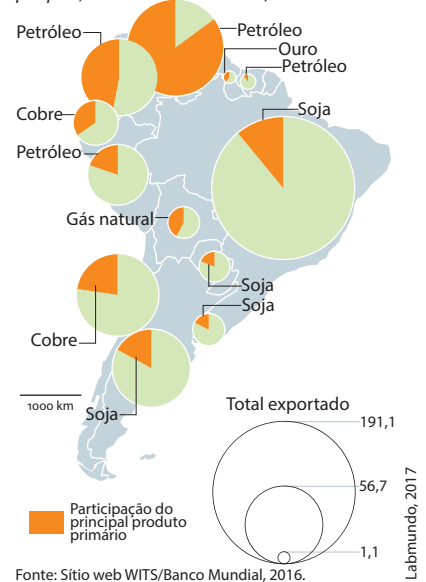 Petróleo
Petróleo
Ouro
Petróleo
Cobre
Soja
Petróleo
Gás natural
Soja
Soja
Cobre
1000 km
Soja
Total exportado
191,1
56,7
1,1
Participação do
principal produto
primário
Labmundo, 2017
Fonte: Sítio web WITS/Banco Mundial, 2016.